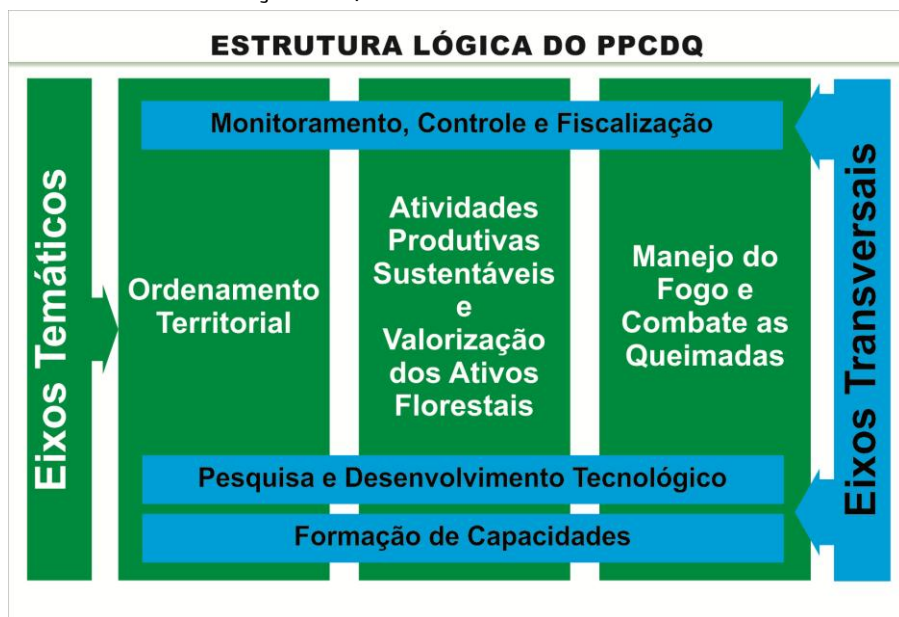 ESTRUTURA LÓGICA DO PPCDQ
Eixos Temáticos
Monitoramento, Controle e Fiscalização
Ordenamento
Territorial
Atividades
Produtivas
Sustentáveis
e
Valorização
dos Ativos
Florestais
Manejo do
Fogo e
Combate as
Queimadas
Pesquisa e Desenvolvimento Tecnológico
Formação de Capacidades
Eixos Transversais